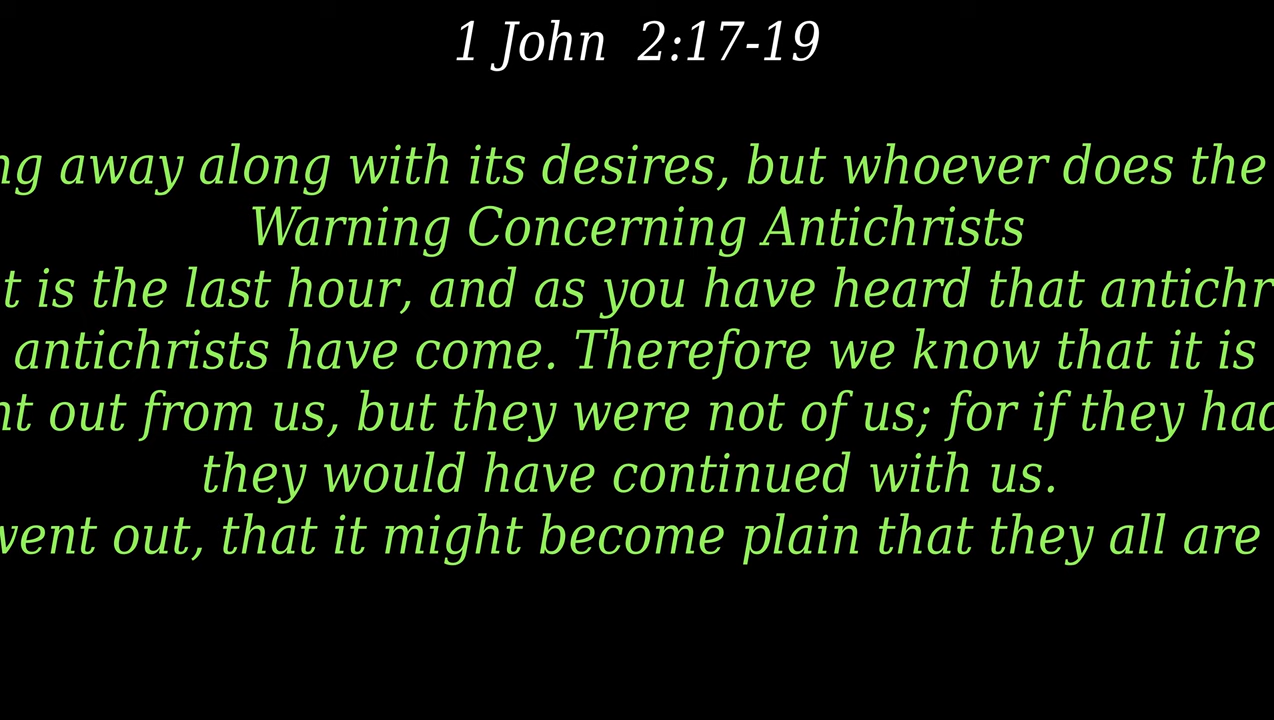 1 John 2:17-19
ng away along with its desires, but whoever does the
Warning Concerning Antichrists
t is the last hour, and as you have heard that antichr
antichrists have come. Therefore we know that it is
nt out from us, but they were not of us; for if they had
they would have continued with us.
went out, that it might become plain that they all are